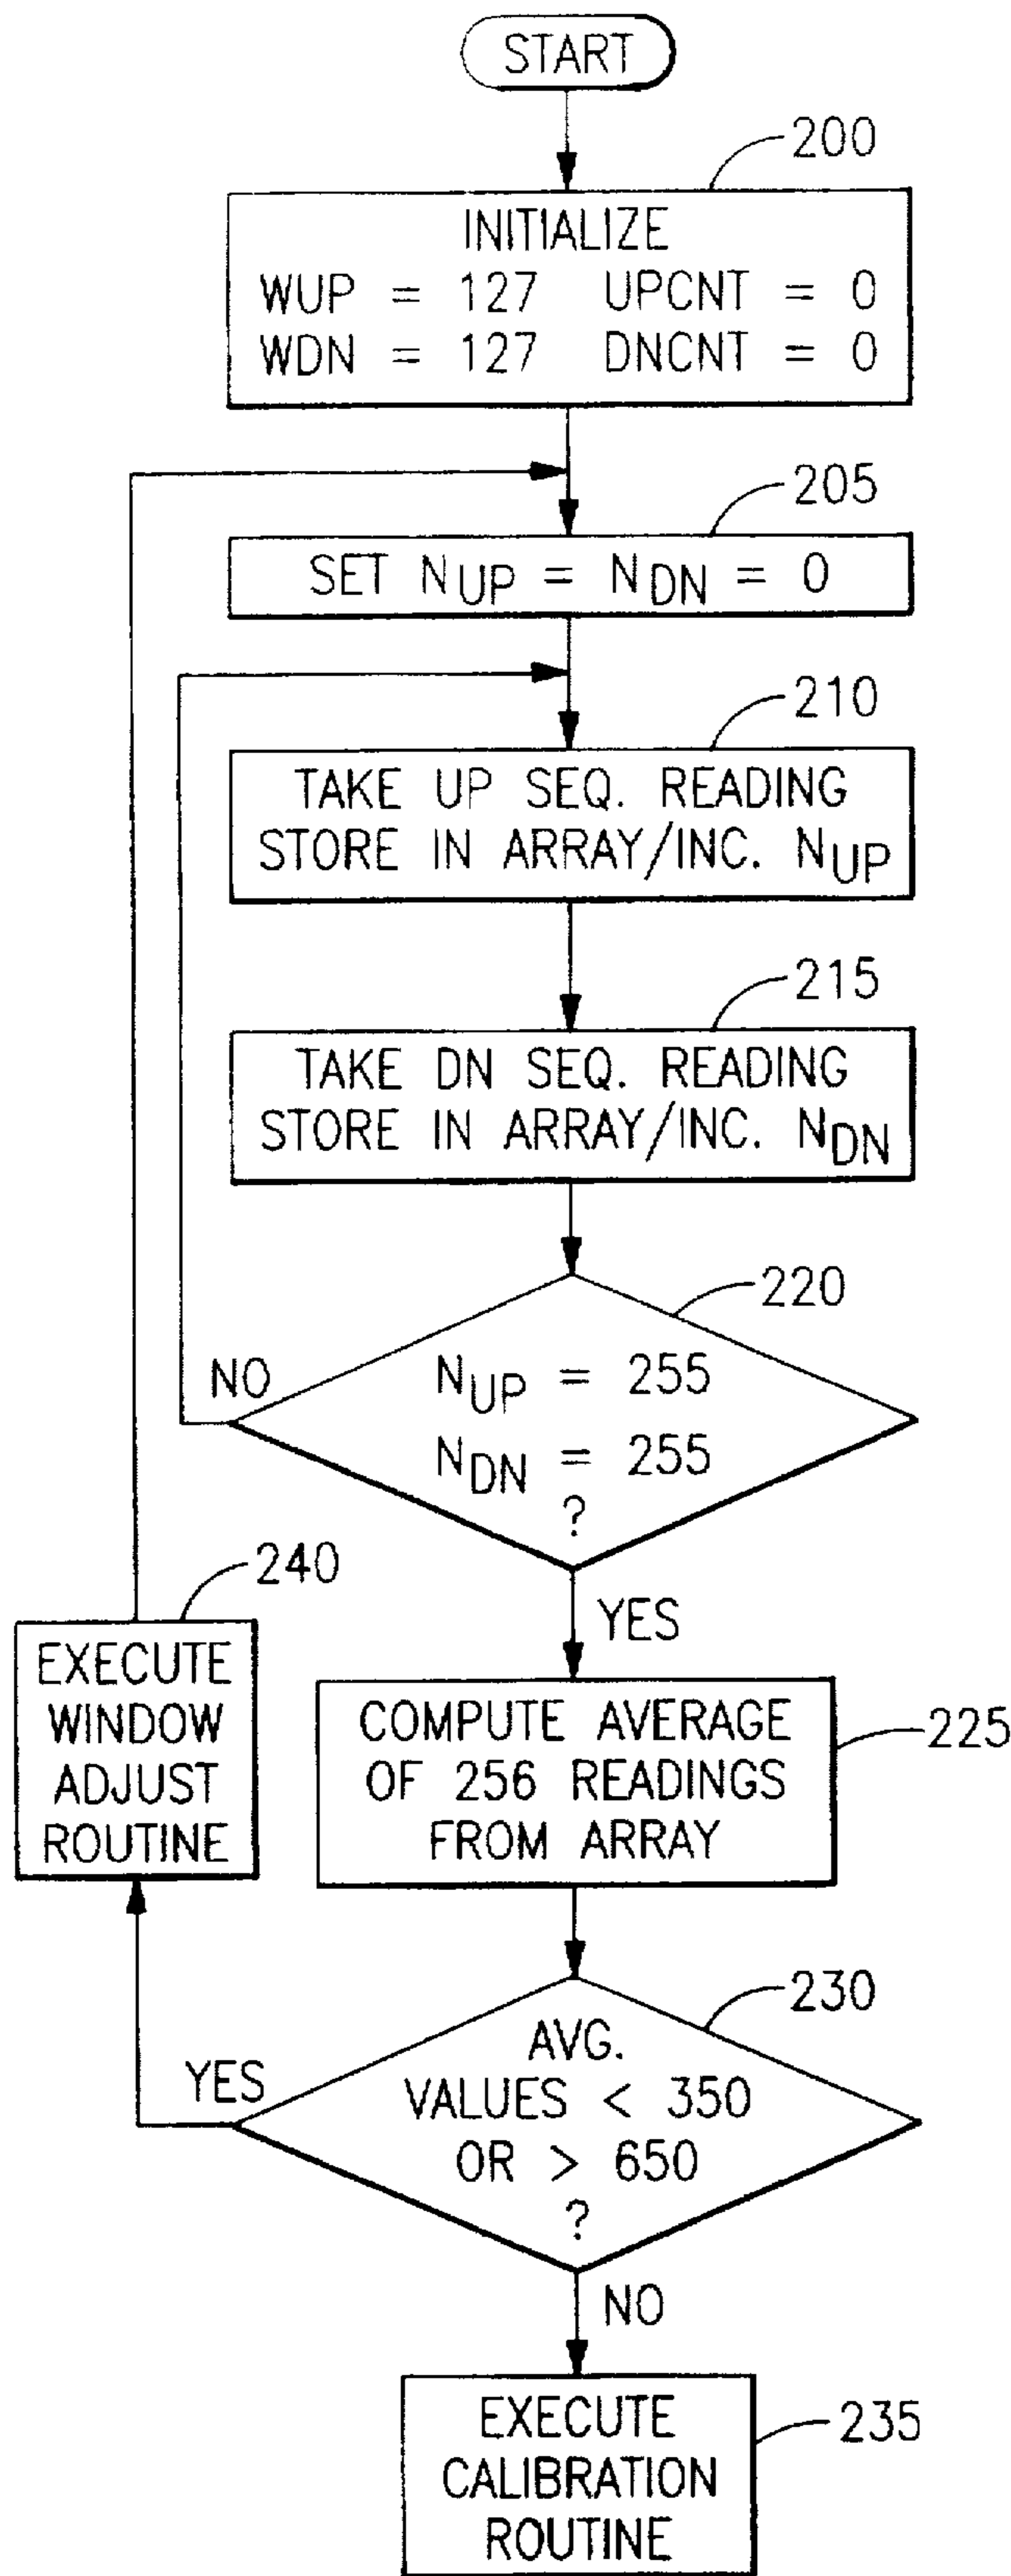 START
200
INITIALIZE
WUP = 127 UPCNT = 0
WDN = 127 DNCNT = 0
205
SET NUP = NDN = 0
210
TAKE UP SEQ. READING
STORE IN ARRAY/INC. NUP
215
TAKE DN SEQ. READING
STORE IN ARRAY/INC. NDN
220
NO
NUP = 255
NDN = 255
?
240
YES
EXECUTE
WINDOW
ADJUST
ROUTINE
225
COMPUTE AVERAGE
OF 256 READINGS
FROM ARRAY
230
YES
AVG.
VALUES < 350
OR > 650
?
NO
235
EXECUTE
CALIBRATION
ROUTINE